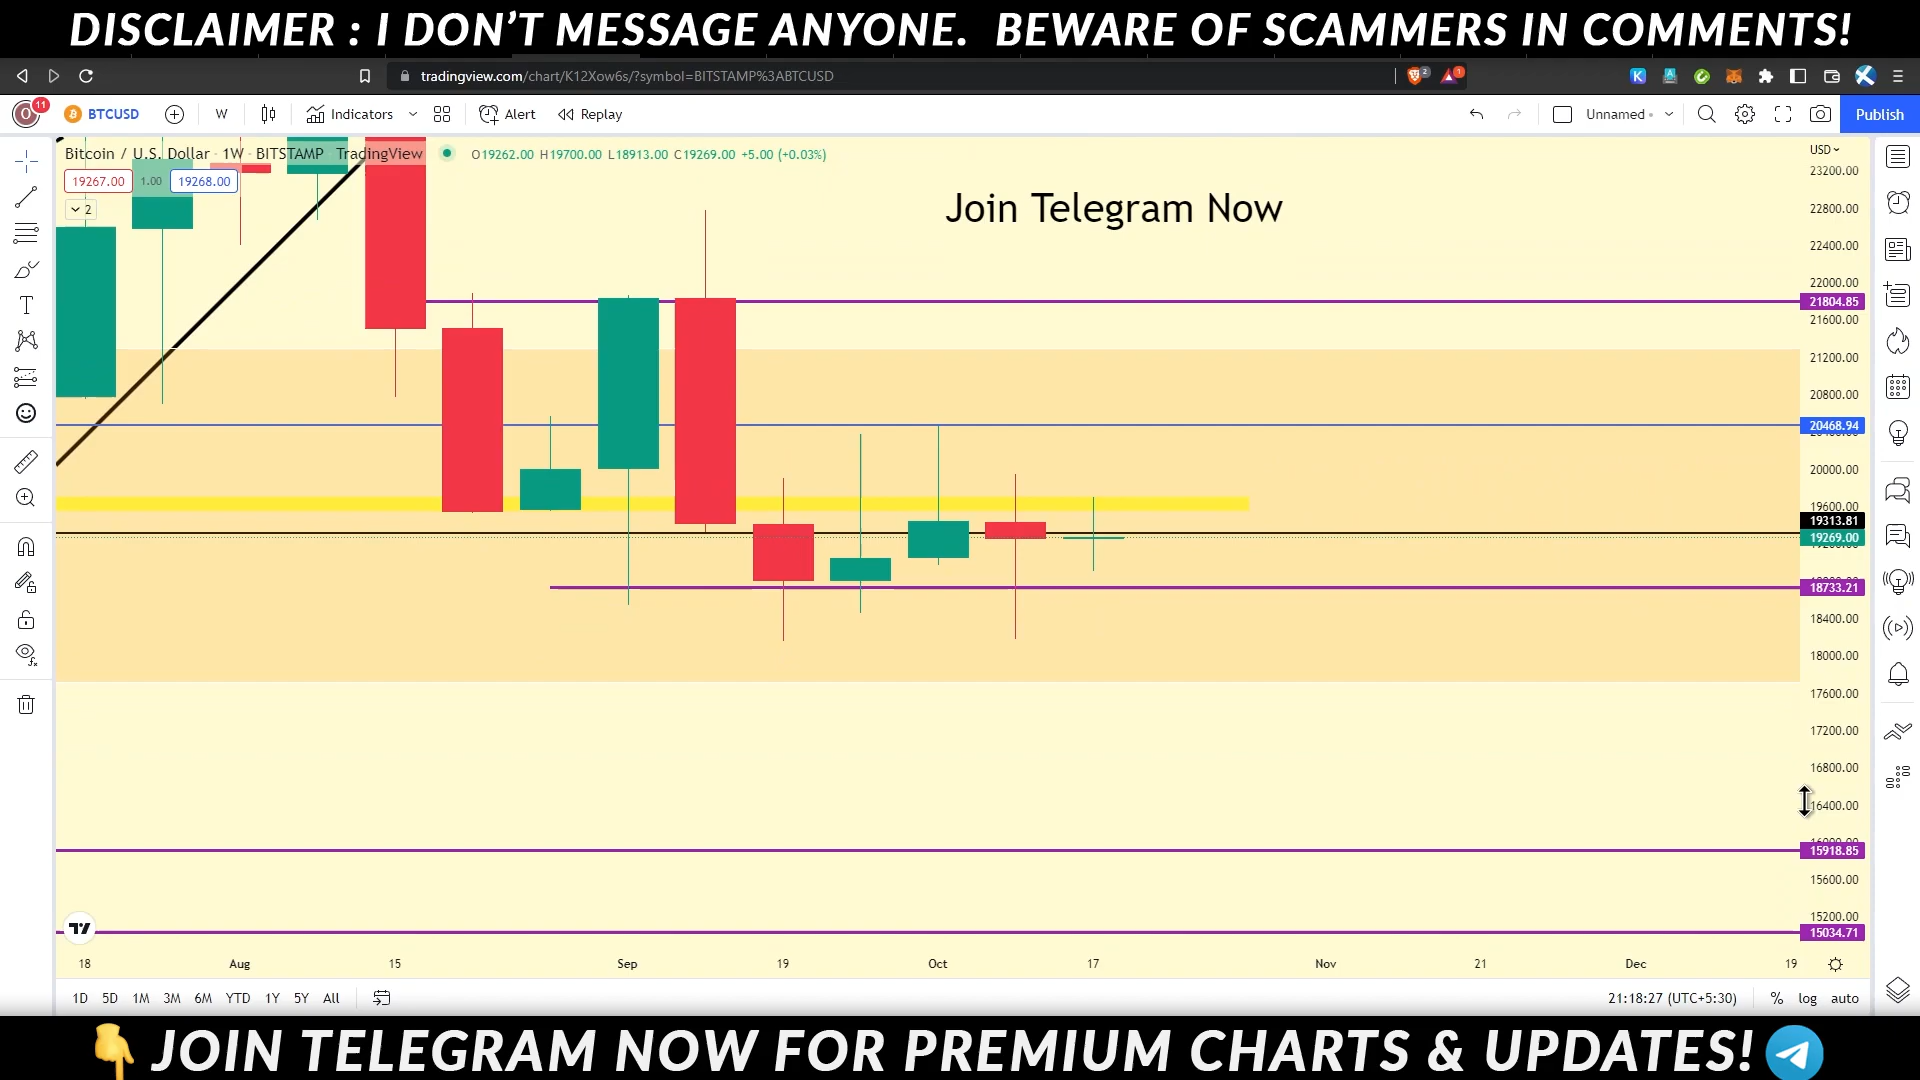 DISCLAIMER : I DON'T MESSAGE ANYONE.  BEWARE OF SCAMMERS IN COMMENTS!
tradingview.com/chart/K12Xow6s/?symbol=BITSTAMP%3ABTCUSD
2
1
O
11
BTCUSD
W
Indicators
Alert
Replay
Unnamed
Publish
Bitcoin / U.S. Dollar · 1W · BITSTAMP · TradingView
O19262.00 H19700.00 L18913.00 C19269.00 +5.00 (+0.03%)
USD
19267.00
1.00
19268.00
2
Join Telegram Now
23200.00
22800.00
22400.00
22000.00
21804.85
21600.00
21200.00
20800.00
20468.94
20000.00
19600.00
19313.81
19269.00
18733.21
18400.00
18000.00
17600.00
17200.00
16800.00
16400.00
15918.85
15600.00
15200.00
15034.71
18
Aug
15
Sep
19
Oct
17
Nov
21
Dec
19
1D
5D
1M
3M
6M
YTD
1Y
5Y
All
21:18:27 (UTC+5:30)
%
log
auto
JOIN TELEGRAM NOW FOR PREMIUM CHARTS & UPDATES!